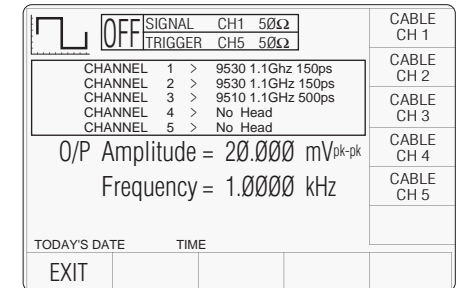 OFF SIGNAL CH1 5ØΩ
TRIGGER CH5 5ØΩ
CHANNEL 1 > 9530 1.1Ghz 150ps
CHANNEL 2 > 9530 1.1GHz 150ps
CHANNEL 3 > 9510 1.1GHz 500ps
CHANNEL 4 > No Head
CHANNEL 5 > No Head
O/P Amplitude = 2Ø.ØØØ mVpk-pk
Frequency = 1.ØØØØ kHz
TODAY'S DATE TIME
EXIT
CABLE
CH 1
CABLE
CH 2
CABLE
CH 3
CABLE
CH 4
CABLE
CH 5